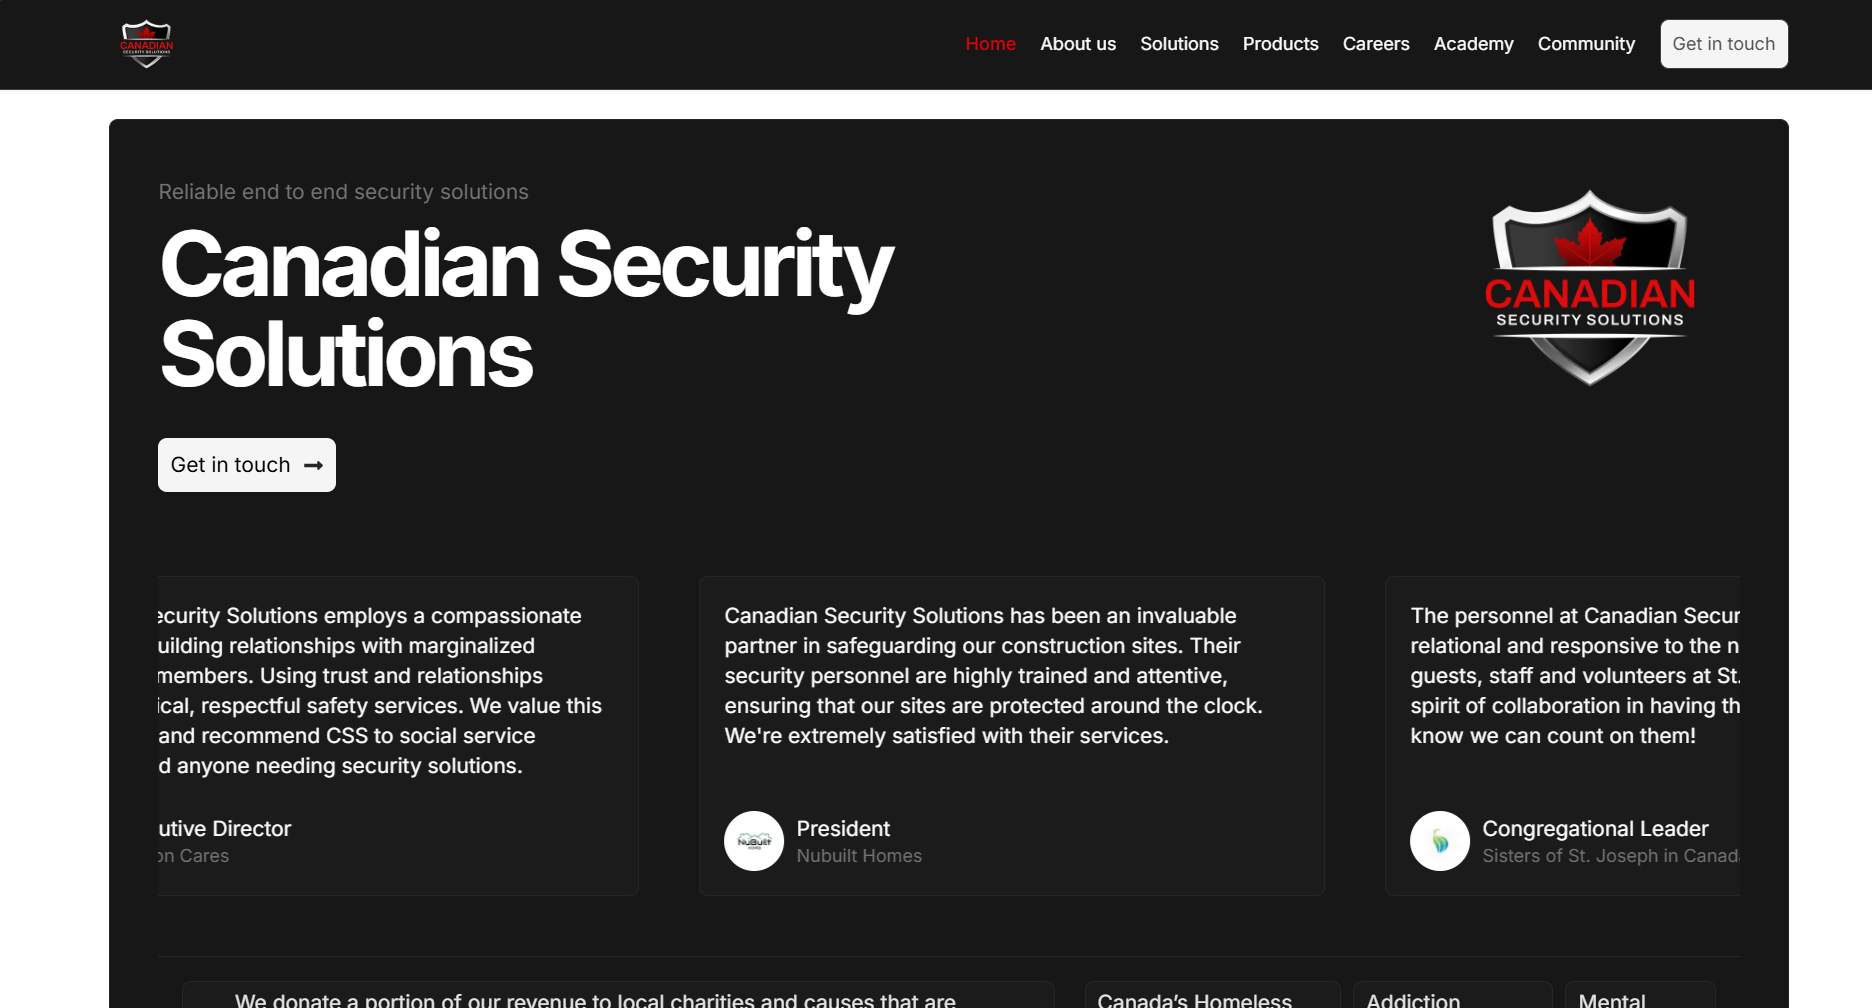 CANADIAN
SECURITY SOLUTIONS
Home
About us
Solutions
Products
Careers
Academy
Community
Get in touch
Reliable end to end security solutions
Canadian Security
Solutions
CANADIAN
SECURITY SOLUTIONS
Get in touch
ecurity Solutions employs a compassionate
uilding relationships with marginalized
members. Using trust and relationships
ical, respectful safety services. We value this
and recommend CSS to social service
d anyone needing security solutions.
utive Director
on Cares
Canadian Security Solutions has been an invaluable
partner in safeguarding our construction sites. Their
security personnel are highly trained and attentive,
ensuring that our sites are protected around the clock.
We're extremely satisfied with their services.
NuBuilt
President
Nubuilt Homes
The personnel at Canadian Secur
relational and responsive to the n
guests, staff and volunteers at St.
spirit of collaboration in having th
know we can count on them!
Congregational Leader
Sisters of St. Joseph in Canad
We donate a portion of our revenue to local charities and causes that are
Canada's Homeless
Addiction
Mental